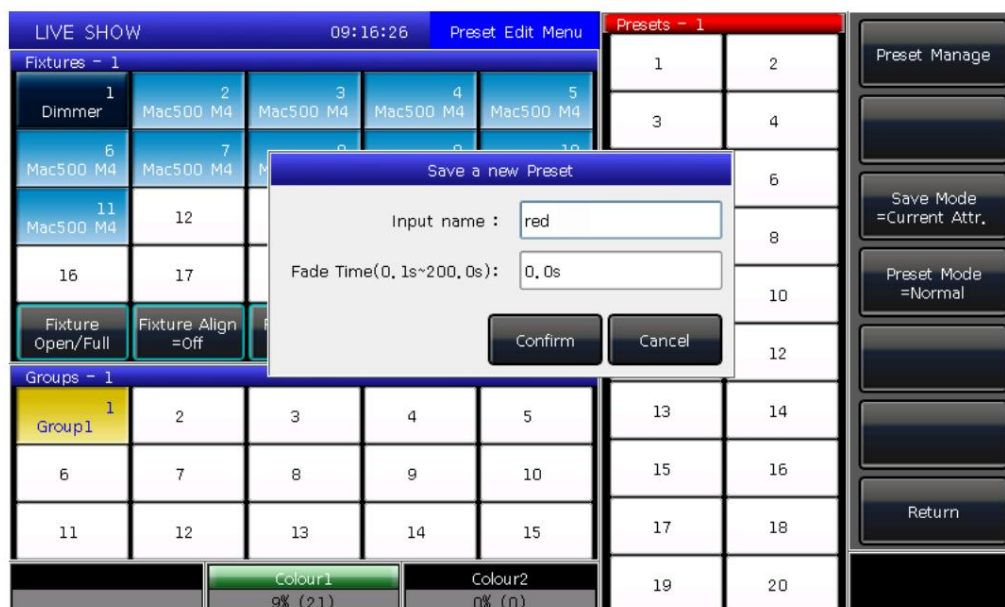 LIVE SHOW 09:16:26 Preset Edit Menu
Fixtures - 1
1
Dimmer
2
Mac500 M4
3
Mac500 M4
4
Mac500 M4
5
Mac500 M4
6
Mac500 M4
7
Mac500 M4
11
Mac500 M4
12
16
17
Fixture
Open/Full
Fixture Align
=Off
Save a new Preset
Input name :
red
Fade Time(0.1s~200.0s):
0.0s
Confirm
Cancel
Groups - 1
1
Group1
2
3
4
5
6
7
8
9
10
11
12
13
14
15
Colour1
9% (21)
Colour2
0% (0)
Presets - 1
1
2
3
4
6
8
10
12
13
14
15
16
17
18
19
20
Preset Manage
Save Mode
=Current Attr.
Preset Mode
=Normal
Return